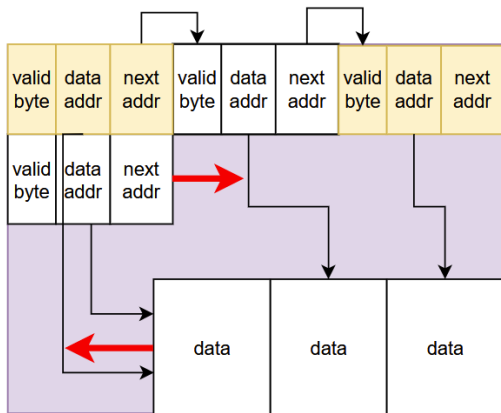 valid data next valid data next valid data next
byte addr addr byte addr addr byte addr addr
valid data next
byte addr addr
data data data